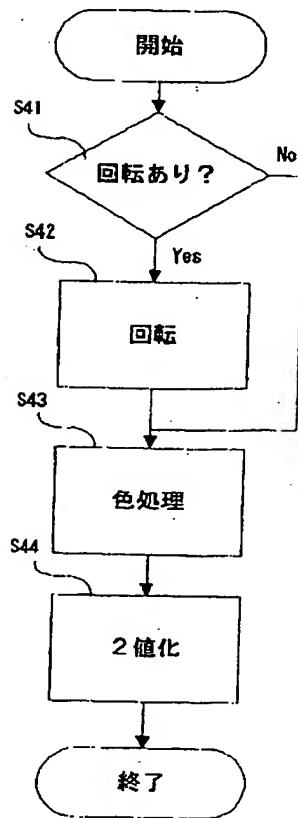 開始
S41
回転あり？
No
Yes
S42
回転
S43
色処理
S44
２値化
終了